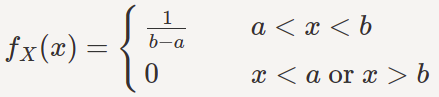 f_X(x) = { 1/(b−a) a < x < b
0 x < a or x > b